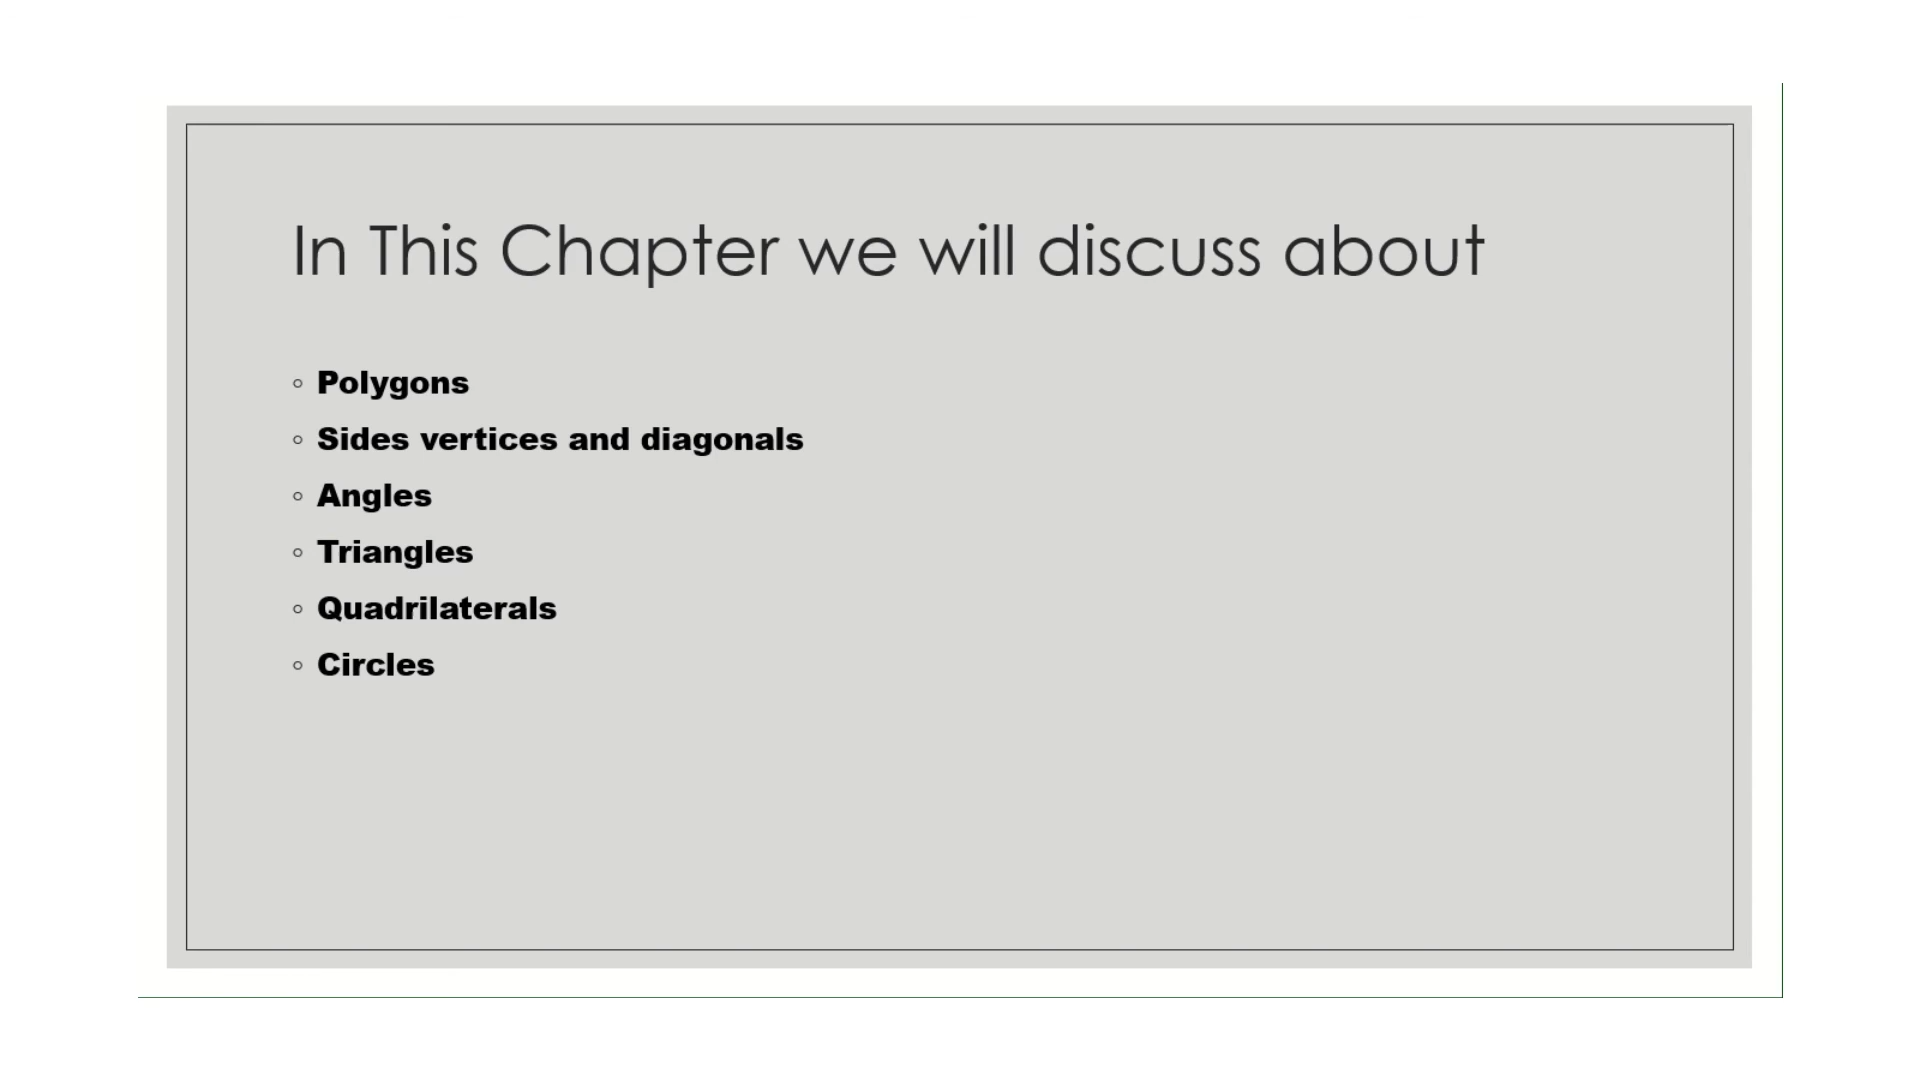 In This Chapter we will discuss about
Polygons
Sides vertices and diagonals
Angles
Triangles
Quadrilaterals
Circles